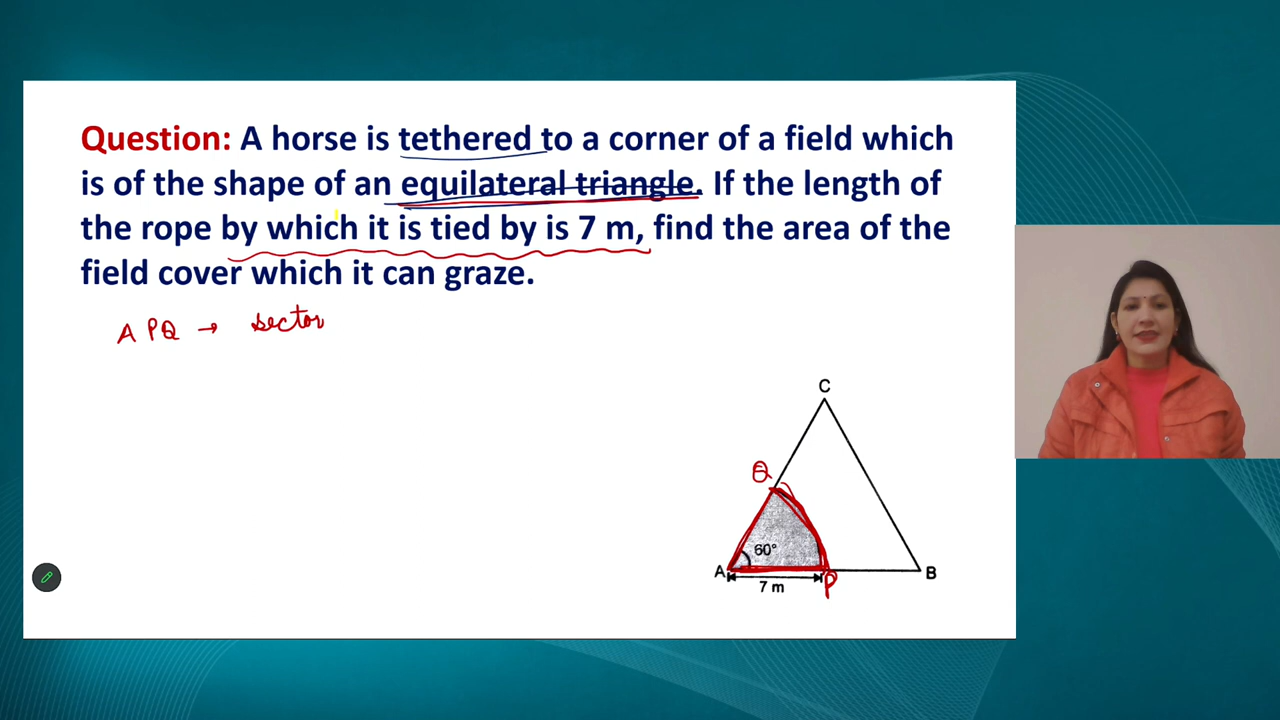 Question: A horse is tethered to a corner of a field which
is of the shape of an equilateral triangle. If the length of
the rope by which it is tied by is 7 m, find the area of the
field cover which it can graze.
A P Q → sector
C
Q
60°
A
B
7 m
P